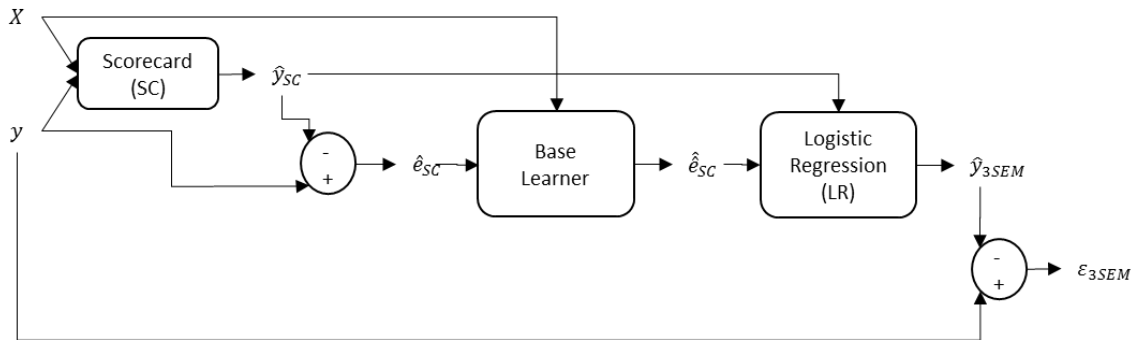 X
Scorecard
(SC)
ŷ_SC
y
-
+
ê_SC
Base
Learner
ê̂_SC
Logistic
Regression
(LR)
ŷ_3SEM
-
+
ε_3SEM